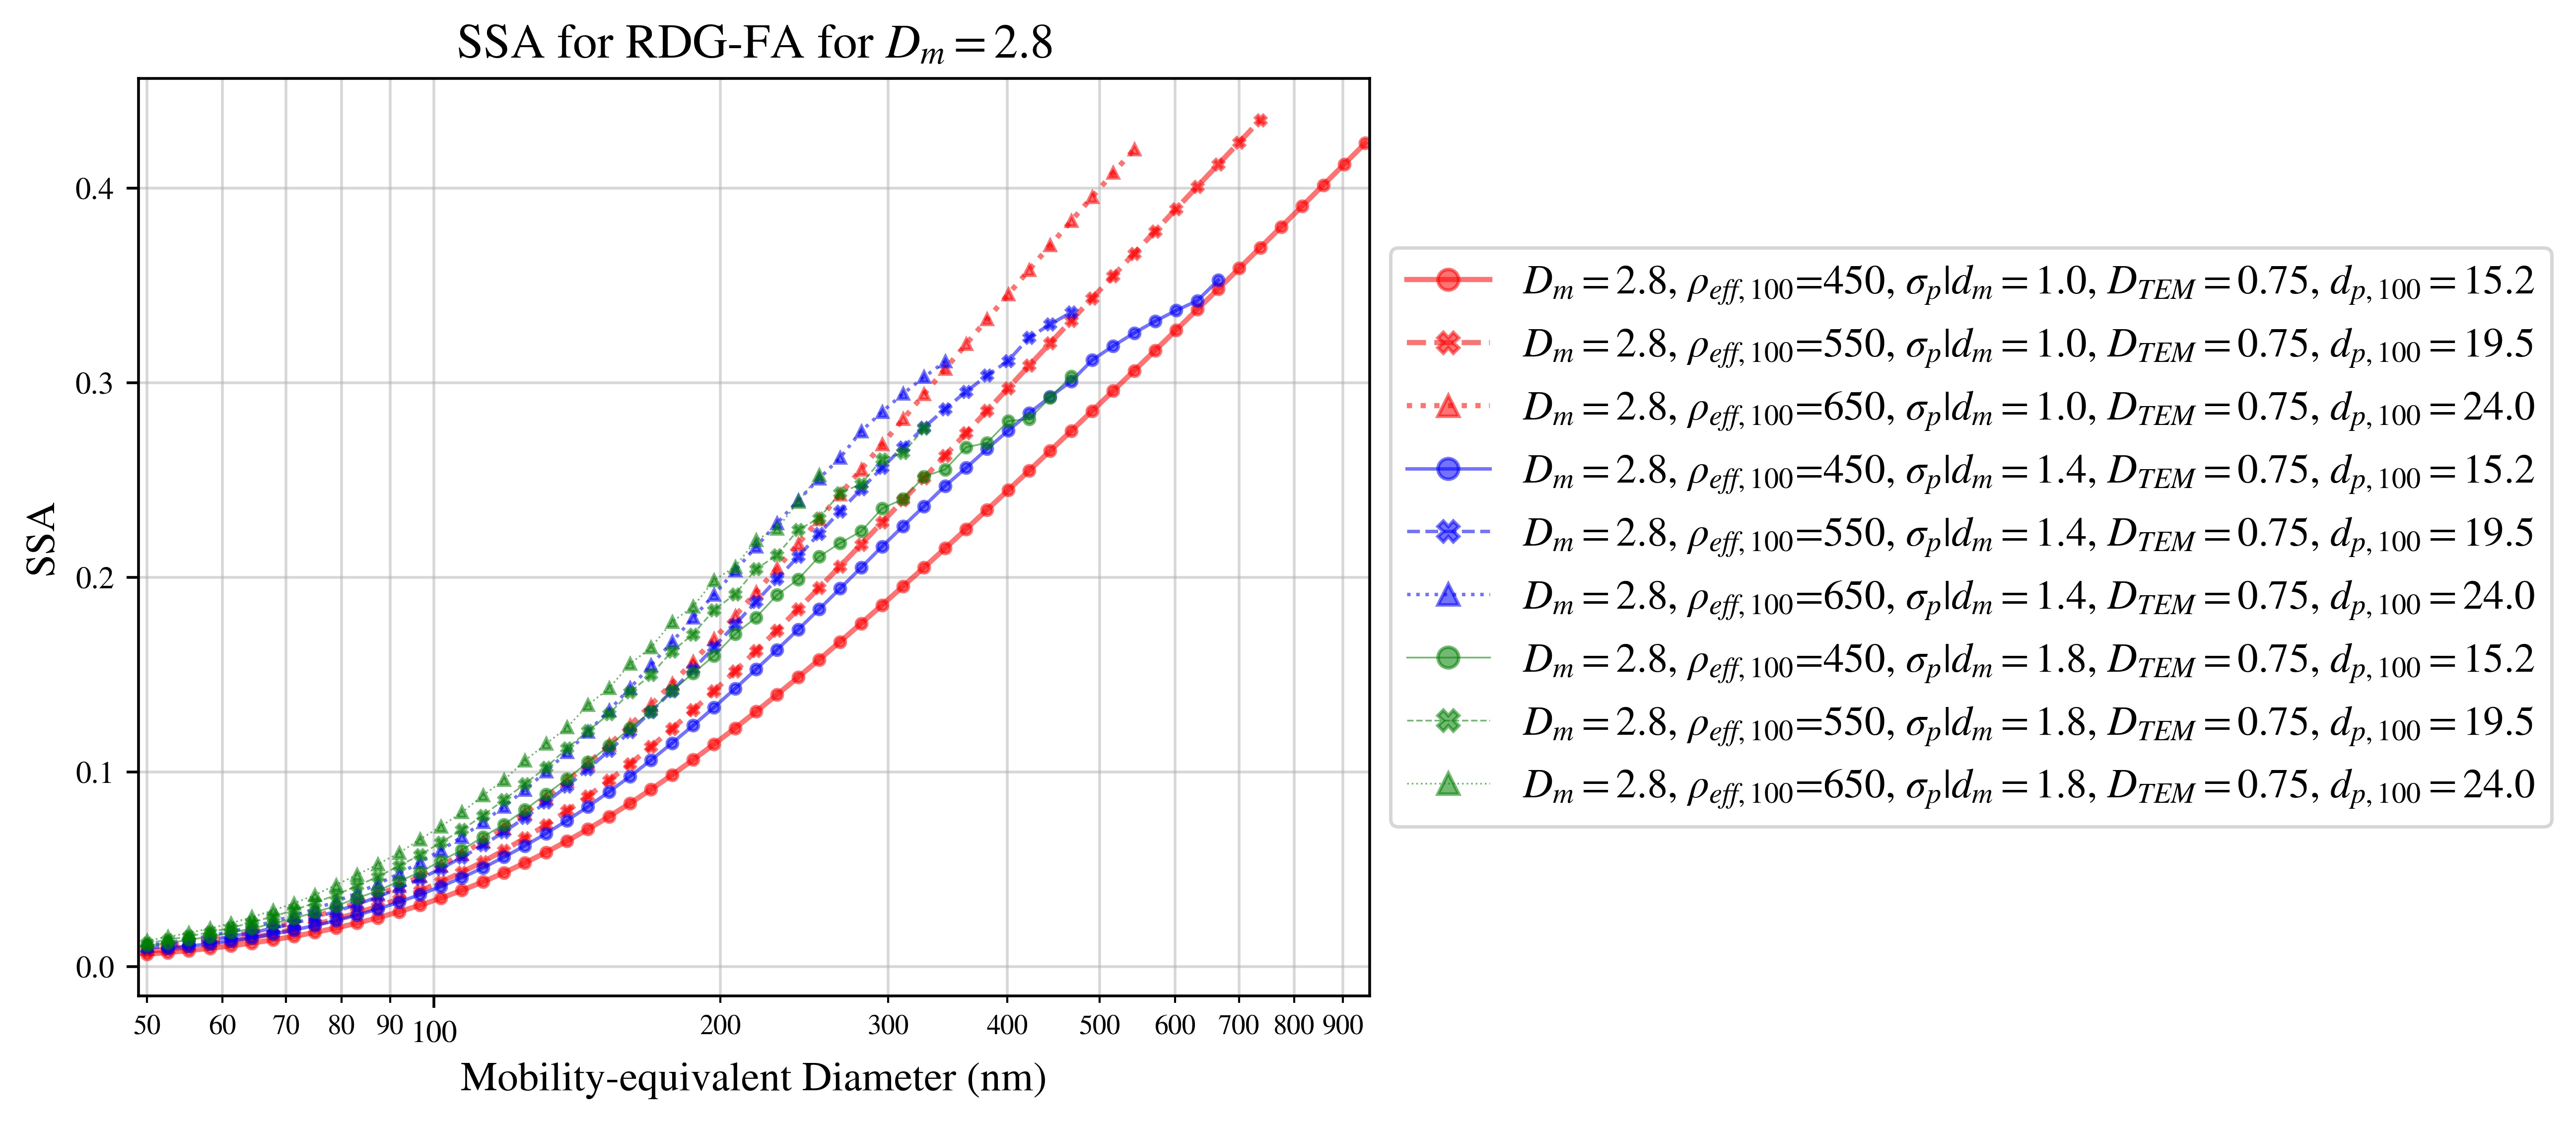 SSA for RDG-FA for Dₘ = 2.8
SSA
0.4
0.3
0.2
0.1
0.0
50 60 70 80 90 100 200 300 400 500 600 700 800 900
Mobility-equivalent Diameter (nm)
D_m = 2.8, ρ_eff,100=450, σ_p|d_m = 1.0, D_TEM = 0.75, d_p,100 = 15.2
D_m = 2.8, ρ_eff,100=550, σ_p|d_m = 1.0, D_TEM = 0.75, d_p,100 = 19.5
D_m = 2.8, ρ_eff,100=650, σ_p|d_m = 1.0, D_TEM = 0.75, d_p,100 = 24.0
D_m = 2.8, ρ_eff,100=450, σ_p|d_m = 1.4, D_TEM = 0.75, d_p,100 = 15.2
D_m = 2.8, ρ_eff,100=550, σ_p|d_m = 1.4, D_TEM = 0.75, d_p,100 = 19.5
D_m = 2.8, ρ_eff,100=650, σ_p|d_m = 1.4, D_TEM = 0.75, d_p,100 = 24.0
D_m = 2.8, ρ_eff,100=450, σ_p|d_m = 1.8, D_TEM = 0.75, d_p,100 = 15.2
D_m = 2.8, ρ_eff,100=550, σ_p|d_m = 1.8, D_TEM = 0.75, d_p,100 = 19.5
D_m = 2.8, ρ_eff,100=650, σ_p|d_m = 1.8, D_TEM = 0.75, d_p,100 = 24.0